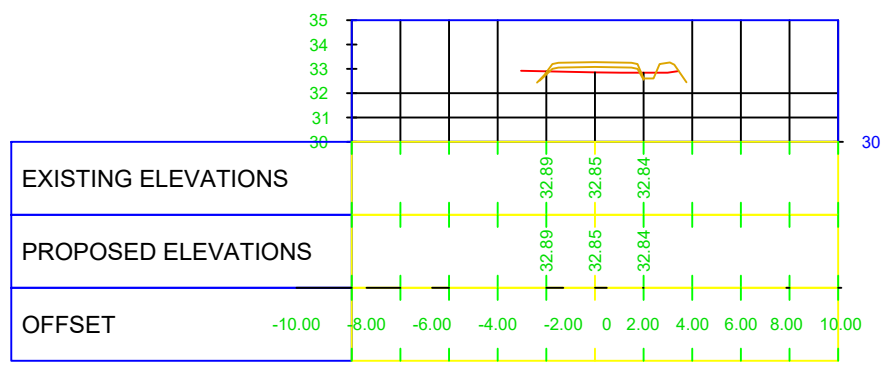 35
34
33
32
31
30
30
EXISTING ELEVATIONS 32.89 32.85 32.84
PROPOSED ELEVATIONS 32.89 32.85 32.84
OFFSET -10.00 -8.00 -6.00 -4.00 -2.00 0 2.00 4.00 6.00 8.00 10.00